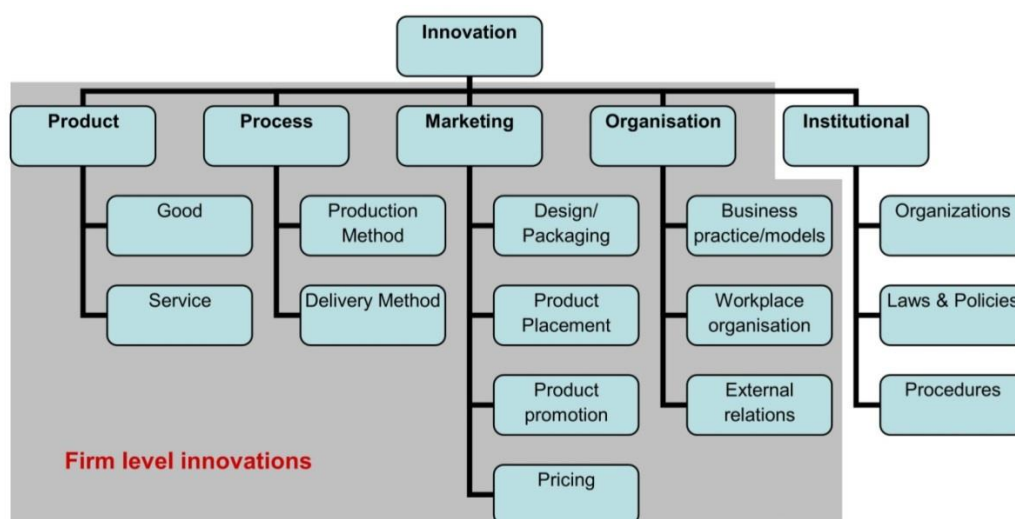 Innovation
Product
Process
Marketing
Organisation
Institutional
Good
Production
Method
Design/
Packaging
Business
practice/models
Organizations
Service
Delivery Method
Product
Placement
Workplace
organisation
Laws & Policies
Product
promotion
External
relations
Procedures
Firm level innovations
Pricing